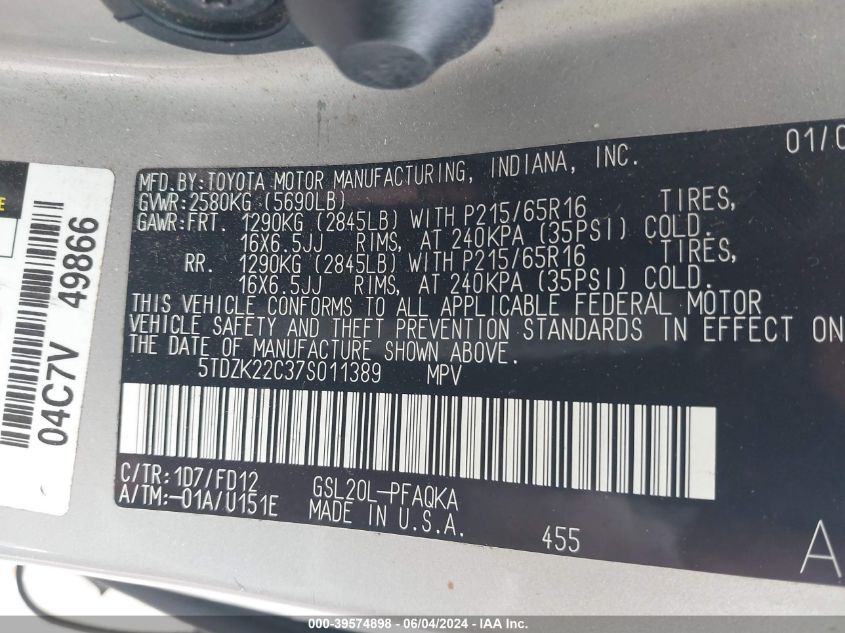 MFD.BY:TOYOTA MOTOR MANUFACTURING, INDIANA, INC. 01/0
GVWR:2580KG (5690LB)
GAWR:FRT. 1290KG (2845LB) WITH P215/65R16 TIRES,
16X6.5JJ RIMS, AT 240KPA (35PSI) COLD.
RR. 1290KG (2845LB) WITH P215/65R16 TIRES,
16X6.5JJ RIMS, AT 240KPA (35PSI) COLD.
THIS VEHICLE CONFORMS TO ALL APPLICABLE FEDERAL MOTOR
VEHICLE SAFETY AND THEFT PREVENTION STANDARDS IN EFFECT ON
THE DATE OF MANUFACTURE SHOWN ABOVE.
5TDZK22C37S011389 MPV
C/TR:1D7/FD12 GSL20L-PFAQKA
A/TM:-01A/U151E MADE IN U.S.A. 455
A
04C7V 49866
000-39574898 - 06/04/2024 - IAA Inc.